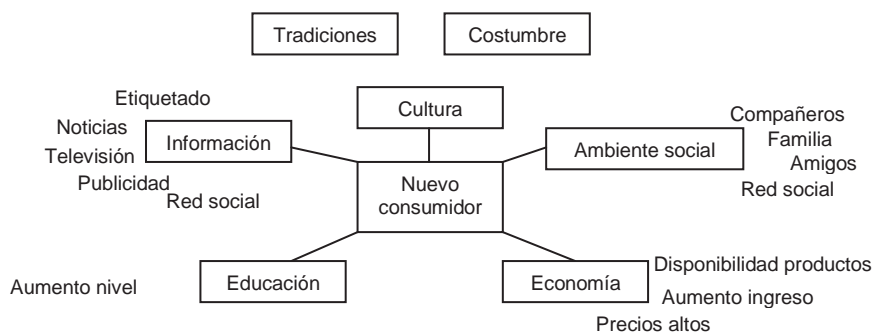 Tradiciones
Costumbre
Etiquetado
Noticias
Televisión
Publicidad
Red social
Información
Cultura
Compañeros
Familia
Amigos
Red social
Ambiente social
Nuevo
consumidor
Aumento nivel
Educación
Economía
Disponibilidad productos
Aumento ingreso
Precios altos